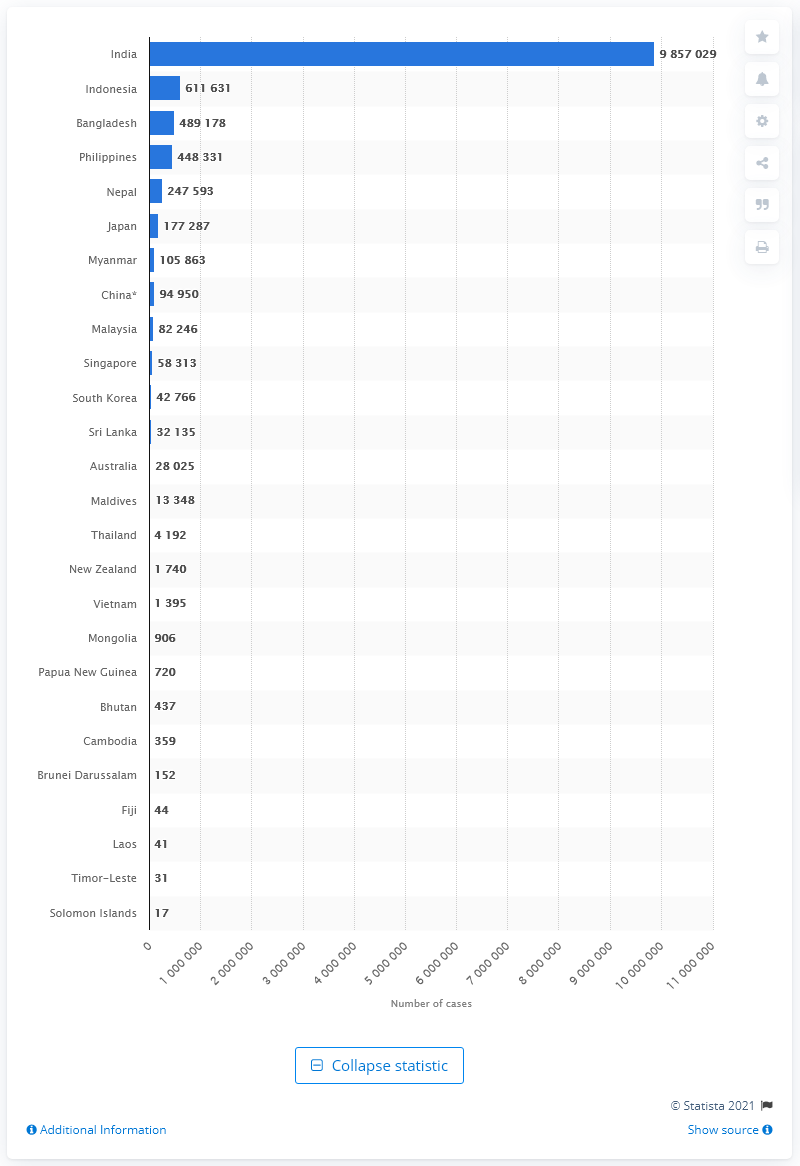 India 9 857 029
Indonesia 611 631
Bangladesh 489 178
Philippines 448 331
Nepal 247 593
Japan 177 287
Myanmar 105 863
China* 94 950
Malaysia 82 246
Singapore 58 313
South Korea 42 766
Sri Lanka 32 135
Australia 28 025
Maldives 13 348
Thailand 4 192
New Zealand 1 740
Vietnam 1 395
Mongolia 906
Papua New Guinea 720
Bhutan 437
Cambodia 359
Brunei Darussalam 152
Fiji 44
Laos 41
Timor-Leste 31
Solomon Islands 17
0 1 000 000 2 000 000 3 000 000 4 000 000 5 000 000 6 000 000 7 000 000 8 000 000 9 000 000 10 000 000 11 000 000
Number of cases
Collapse statistic
© Statista 2021
Additional Information Show source